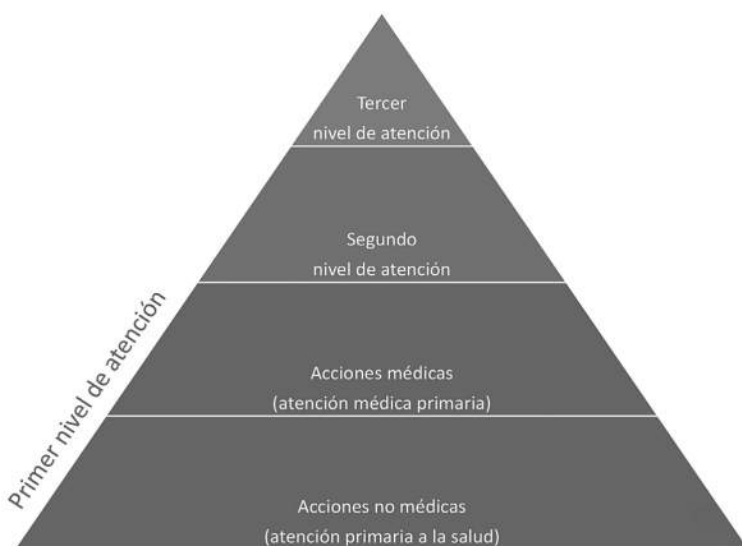 Tercer
nivel de atención
Segundo
nivel de atención
Primer nivel de atención
Acciones médicas
(atención médica primaria)
Acciones no médicas
(atención primaria a la salud)